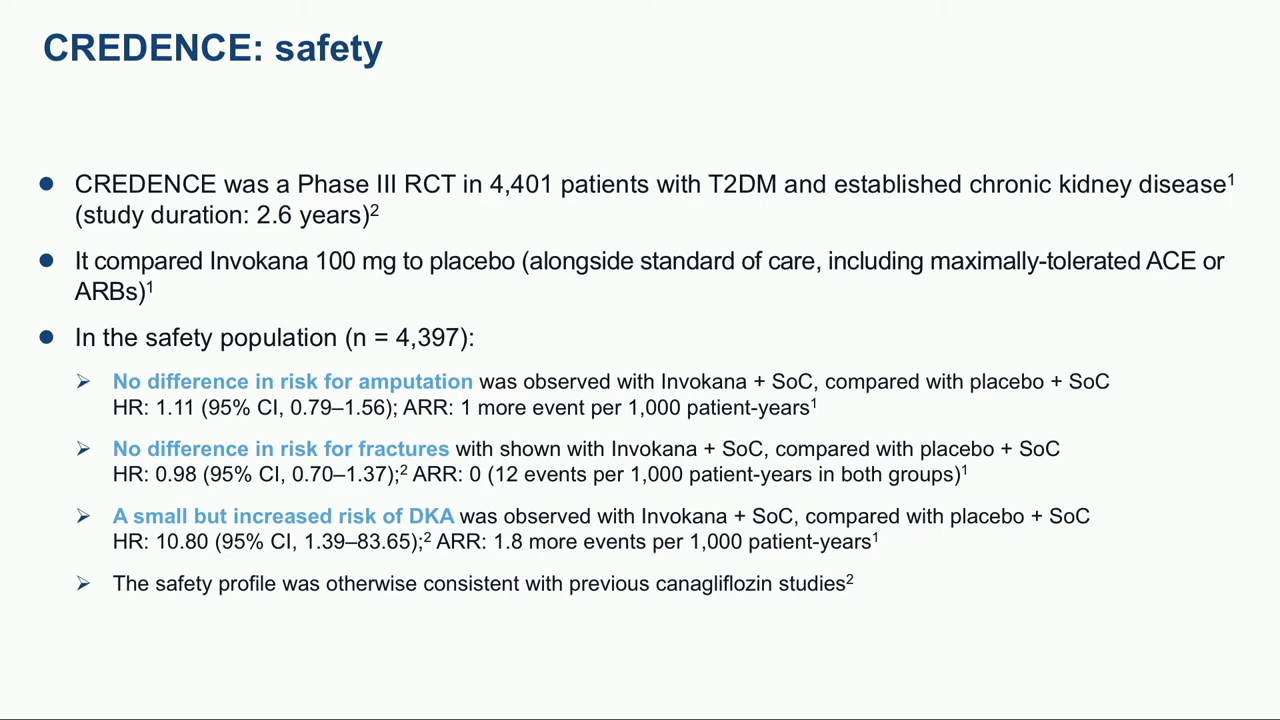 CREDENCE: safety
● CREDENCE was a Phase III RCT in 4,401 patients with T2DM and established chronic kidney disease¹
(study duration: 2.6 years)²
● It compared Invokana 100 mg to placebo (alongside standard of care, including maximally-tolerated ACE or
ARBs)¹
● In the safety population (n = 4,397):
➢ No difference in risk for amputation was observed with Invokana + SoC, compared with placebo + SoC
HR: 1.11 (95% CI, 0.79–1.56); ARR: 1 more event per 1,000 patient-years¹
➢ No difference in risk for fractures with shown with Invokana + SoC, compared with placebo + SoC
HR: 0.98 (95% CI, 0.70–1.37);² ARR: 0 (12 events per 1,000 patient-years in both groups)¹
➢ A small but increased risk of DKA was observed with Invokana + SoC, compared with placebo + SoC
HR: 10.80 (95% CI, 1.39–83.65);² ARR: 1.8 more events per 1,000 patient-years¹
➢ The safety profile was otherwise consistent with previous canagliflozin studies²